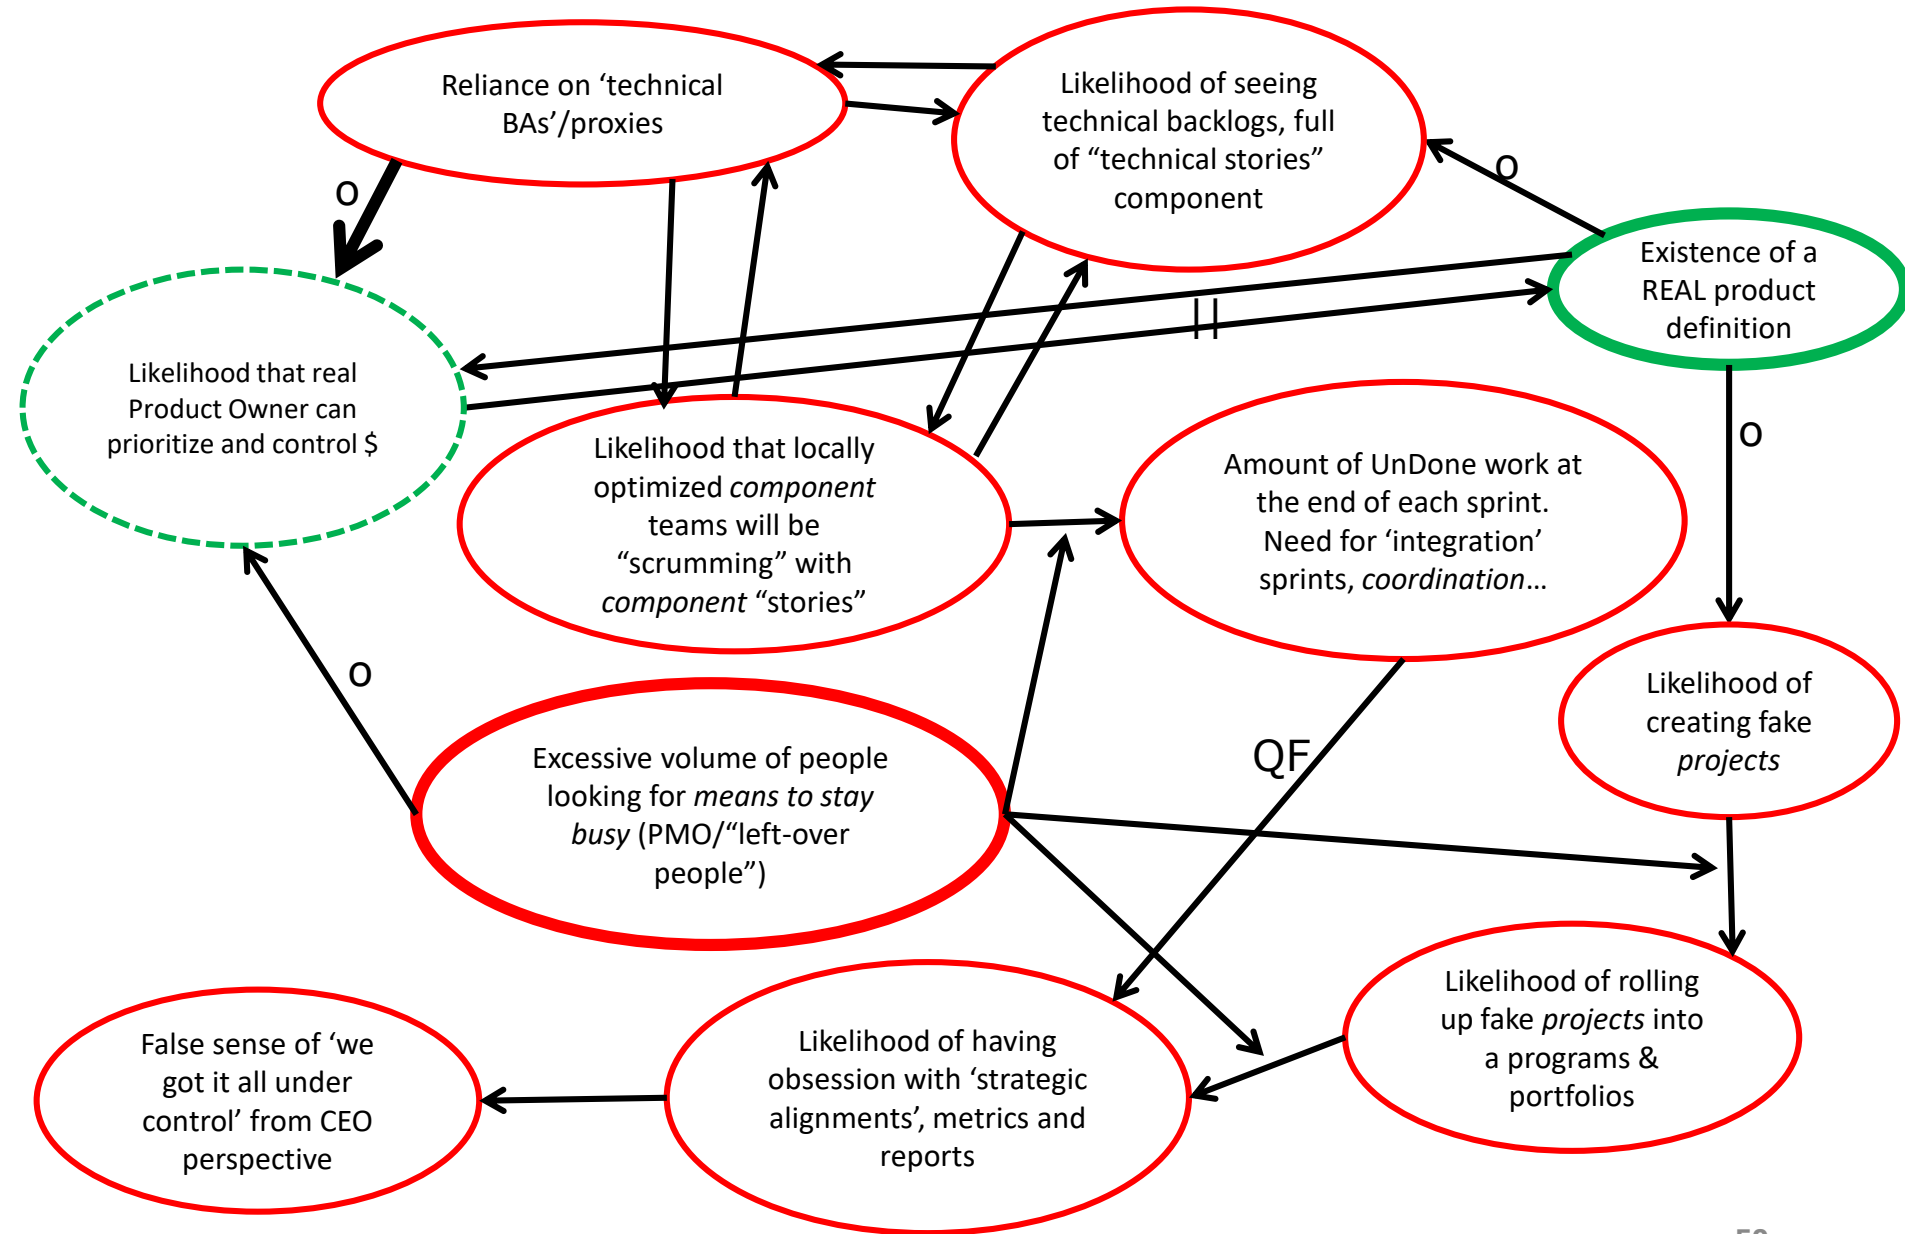 Reliance on ‘technical
BAs’/proxies
Likelihood of seeing
technical backlogs, full
of “technical stories”
component
o
o
Existence of a
REAL product
definition
||
Likelihood that real
Product Owner can
prioritize and control $
Likelihood that locally
optimized component
teams will be
“scrumming” with
component “stories”
Amount of UnDone work at
the end of each sprint.
Need for ‘integration’
sprints, coordination…
o
o
Likelihood of
creating fake
projects
QF
Excessive volume of people
looking for means to stay
busy (PMO/“left-over
people”)
Likelihood of rolling
up fake projects into
a programs &
portfolios
False sense of ‘we
got it all under
control’ from CEO
perspective
Likelihood of having
obsession with ‘strategic
alignments’, metrics and
reports